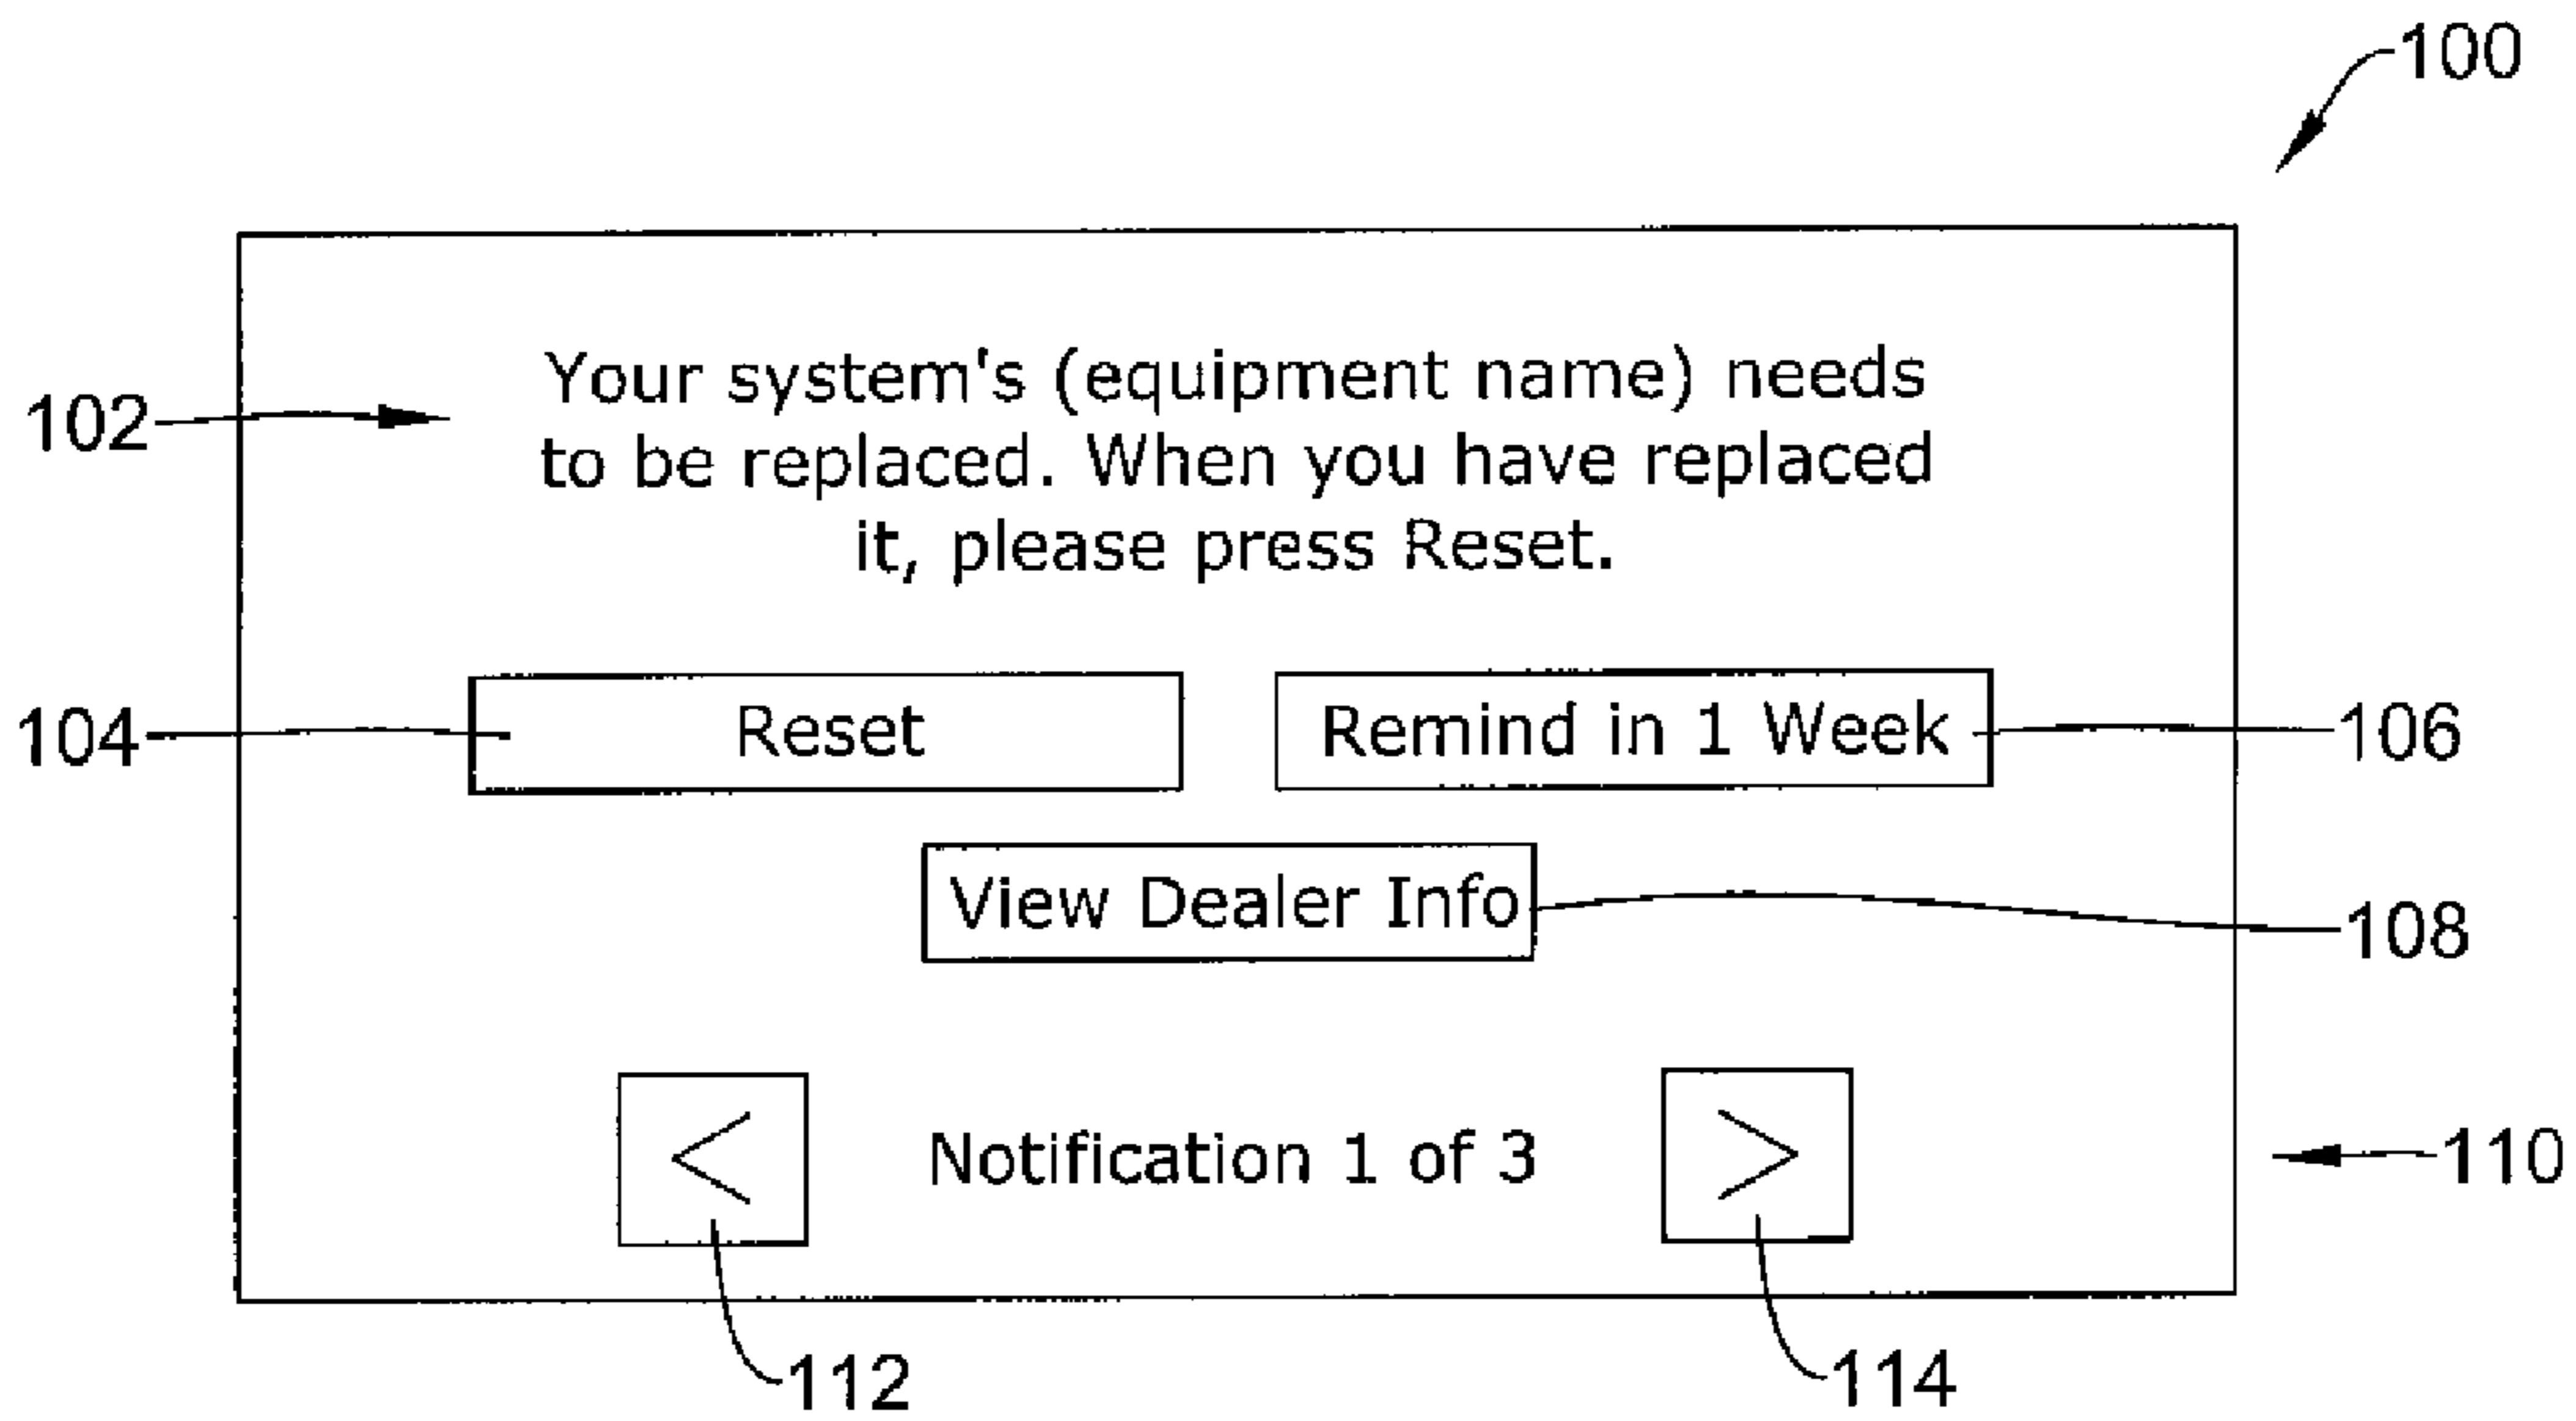 100
Your system's (equipment name) needs
102
to be replaced. When you have replaced
it, please press Reset.
104
Reset
Remind in 1 Week
106
View Dealer Info
108
<
Notification 1 of 3
>
110
112
114